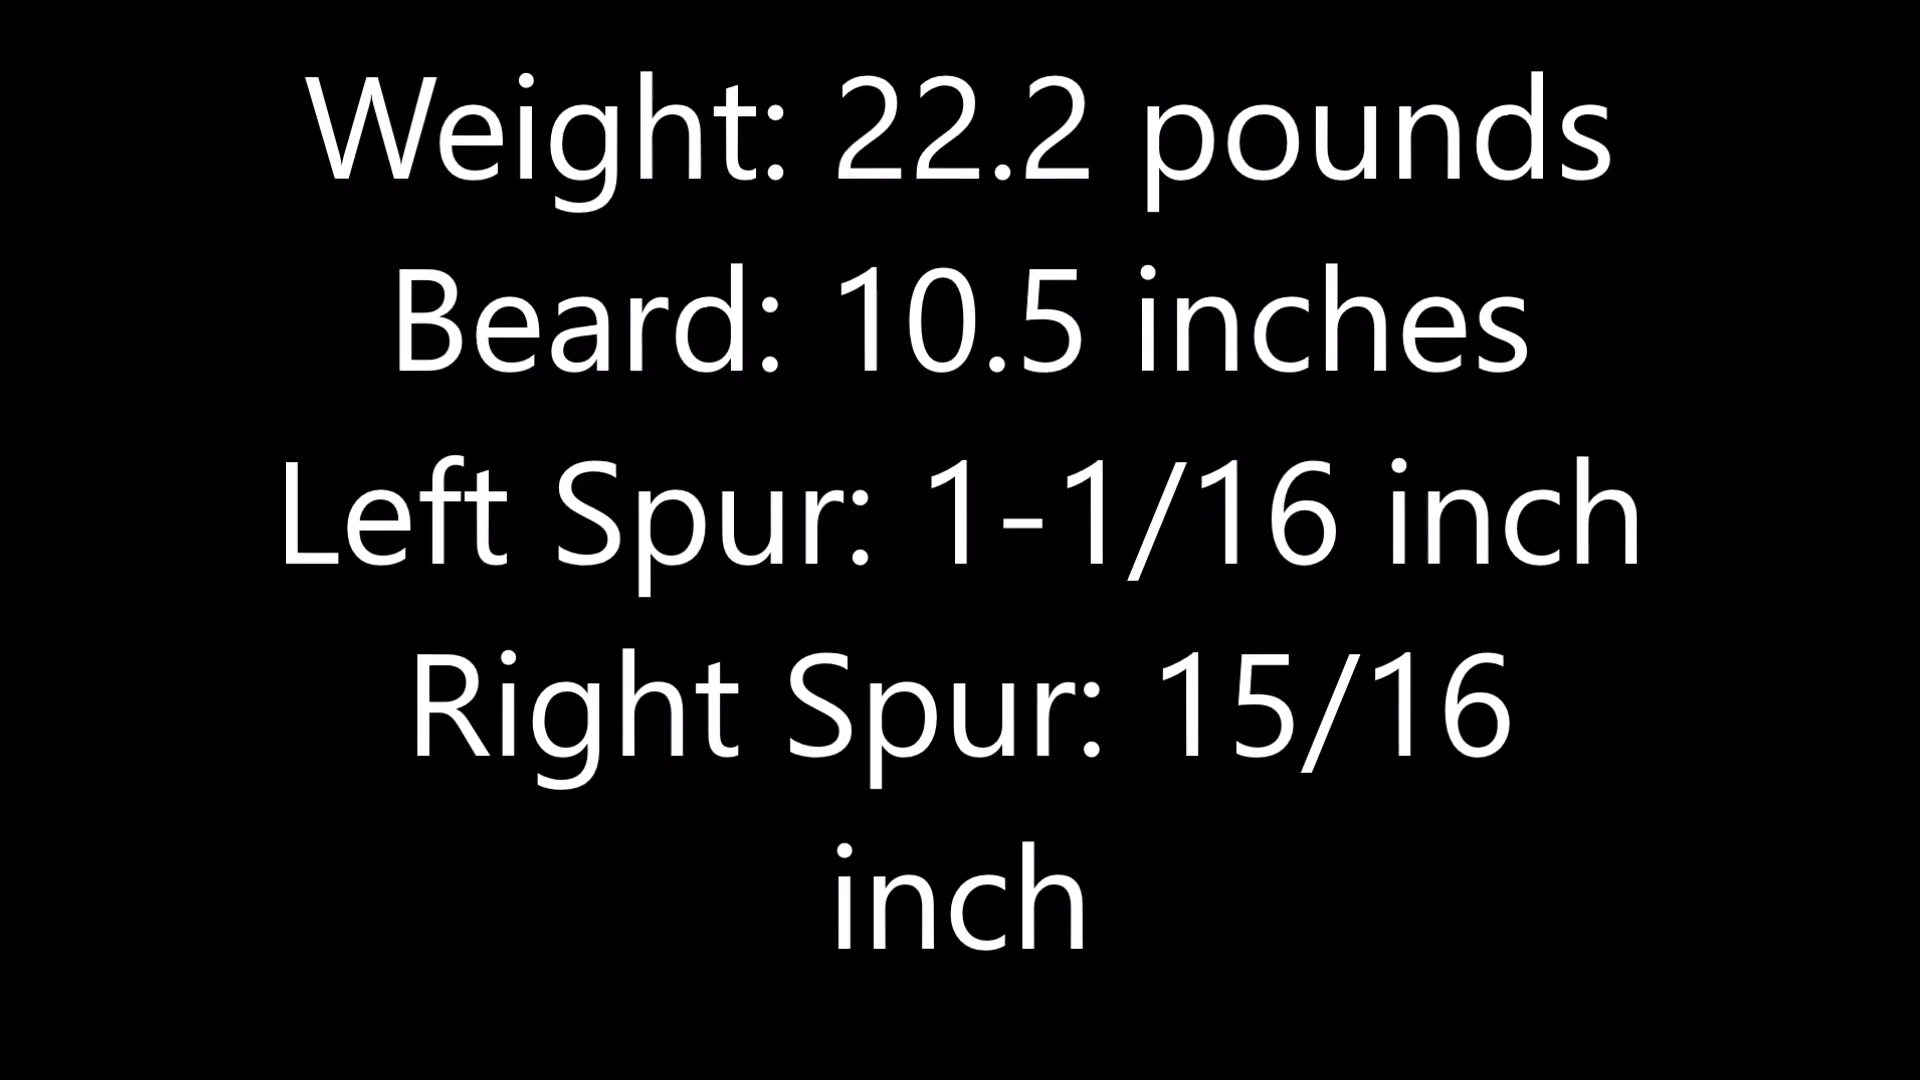 Weight: 22.2 pounds
Beard: 10.5 inches
Left Spur: 1-1/16 inch
Right Spur: 15/16
inch